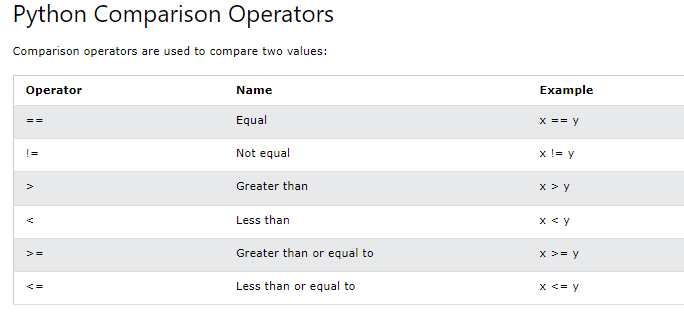 Python Comparison Operators
Comparison operators are used to compare two values:
Operator Name Example
== Equal x == y
!= Not equal x != y
> Greater than x > y
< Less than x < y
>= Greater than or equal to x >= y
<= Less than or equal to x <= y